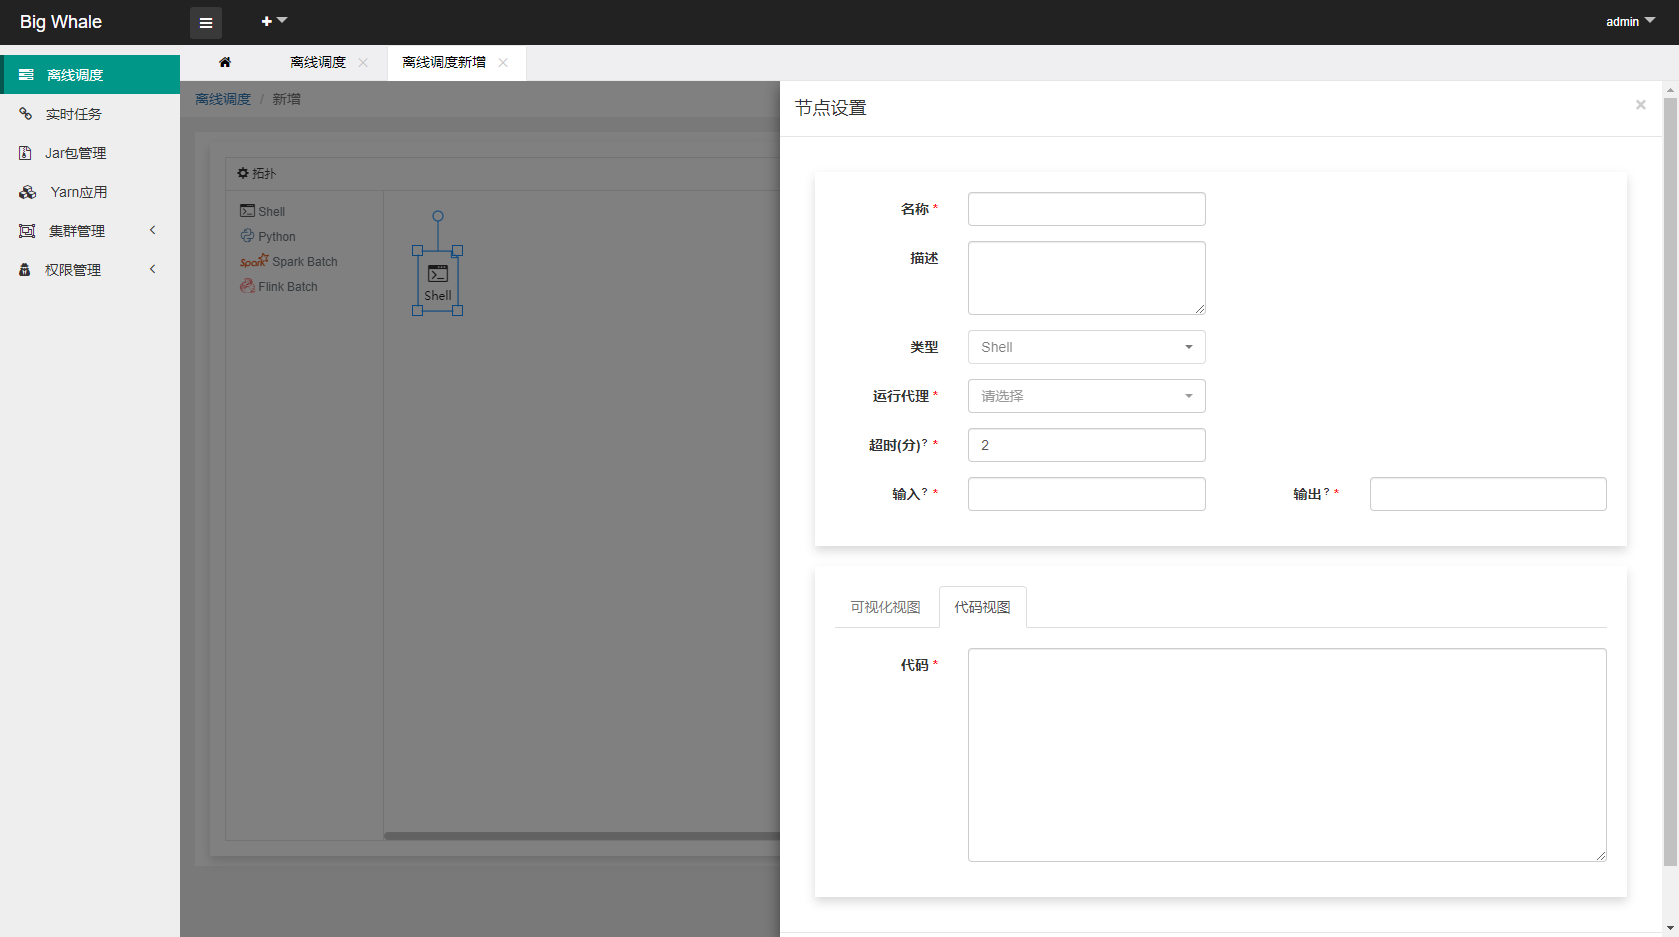 Big Whale
admin
离线调度
实时任务
Jar包管理
Yarn应用
集群管理
权限管理
离线调度
离线调度新增
离线调度 / 新增
拓扑
Shell
Python
Spark Spark Batch
Flink Batch
Shell
节点设置
名称 *
描述
类型 Shell
运行代理 * 请选择
超时(分)? * 2
输入? *
输出? *
可视化视图
代码视图
代码 *